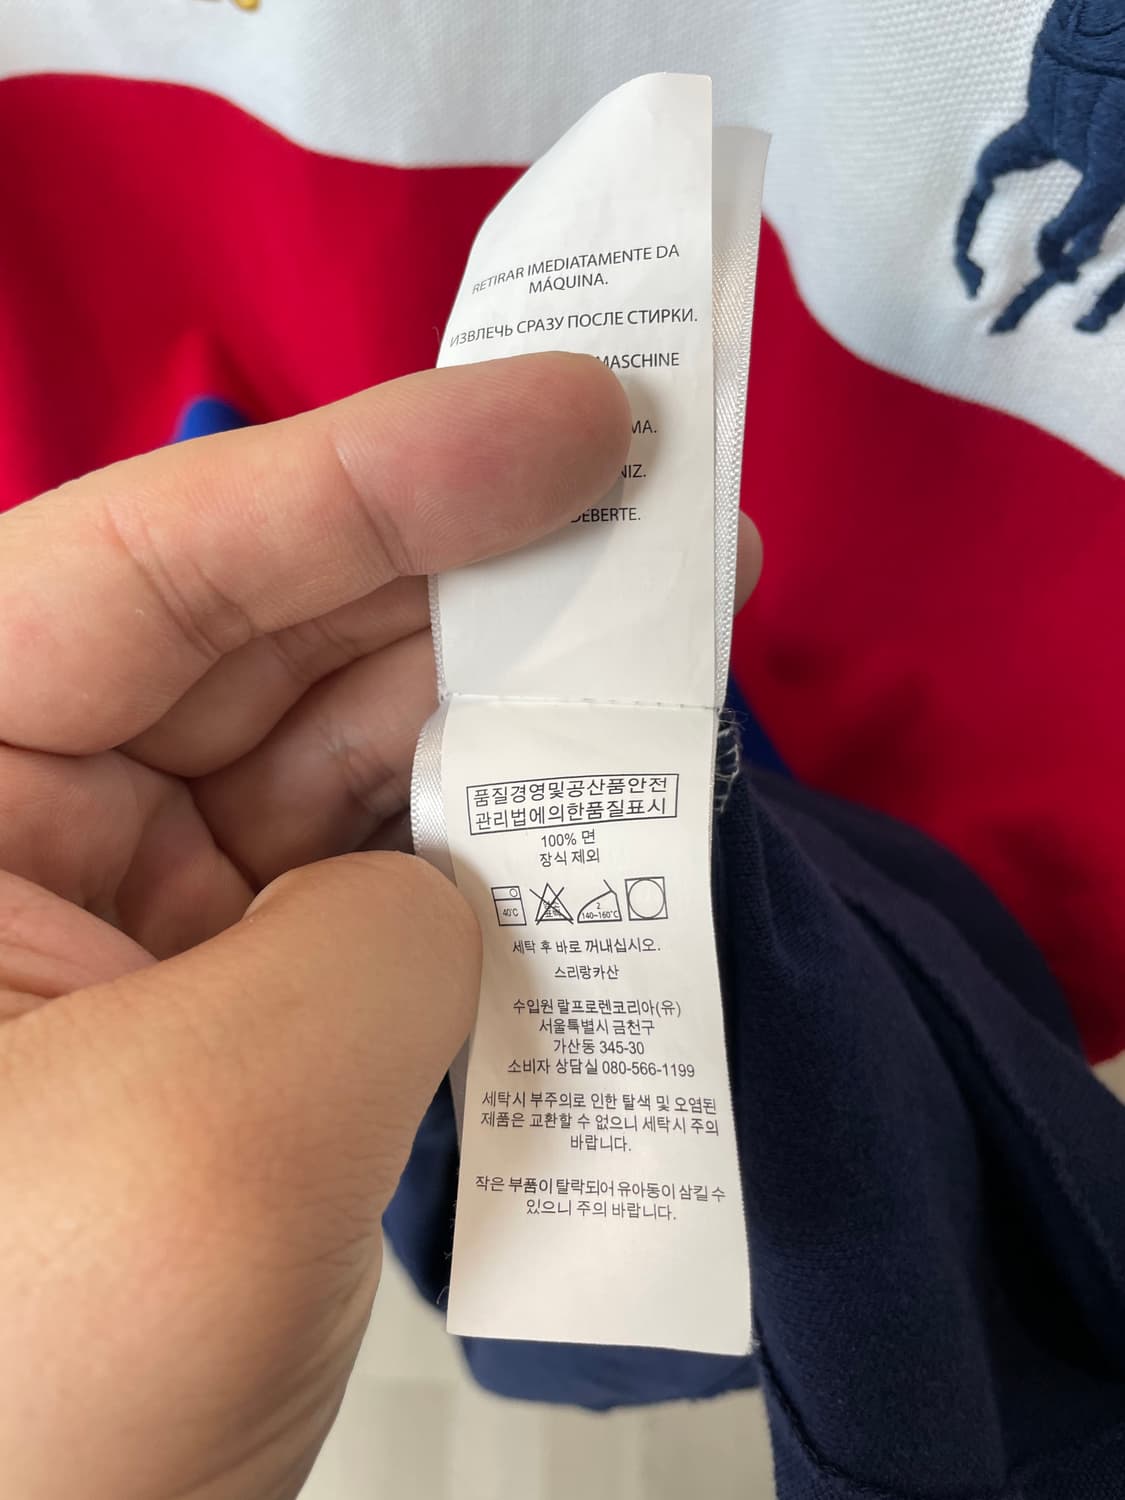 RETIRAR IMEDIATAMENTE DA
MÁQUINA.
ИЗВЛЕЧЬ СРАЗУ ПОСЛЕ СТИРКИ.
MASCHINE
MA.
NIZ.
DEBERTE.
품질경영및공산품안전
관리법에의한품질표시
100% 면
장식 제외
40°C
2
140~160°C
세탁 후 바로 꺼내십시오.
스리랑카산
수입원 랄프로렌코리아(유)
서울특별시 금천구
가산동 345-30
소비자 상담실 080-566-1199
세탁시 부주의로 인한 탈색 및 오염된
제품은 교환할 수 없으니 세탁시 주의
바랍니다.
작은 부품이 탈락되어 유아동이 삼킬 수
있으니 주의 바랍니다.